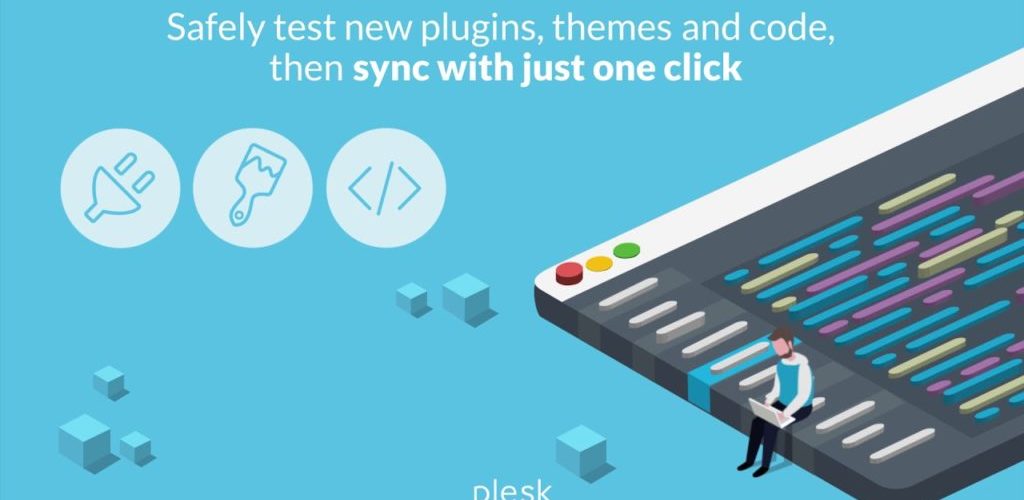 Safely test new plugins, themes and code,
then sync with just one click
plesk